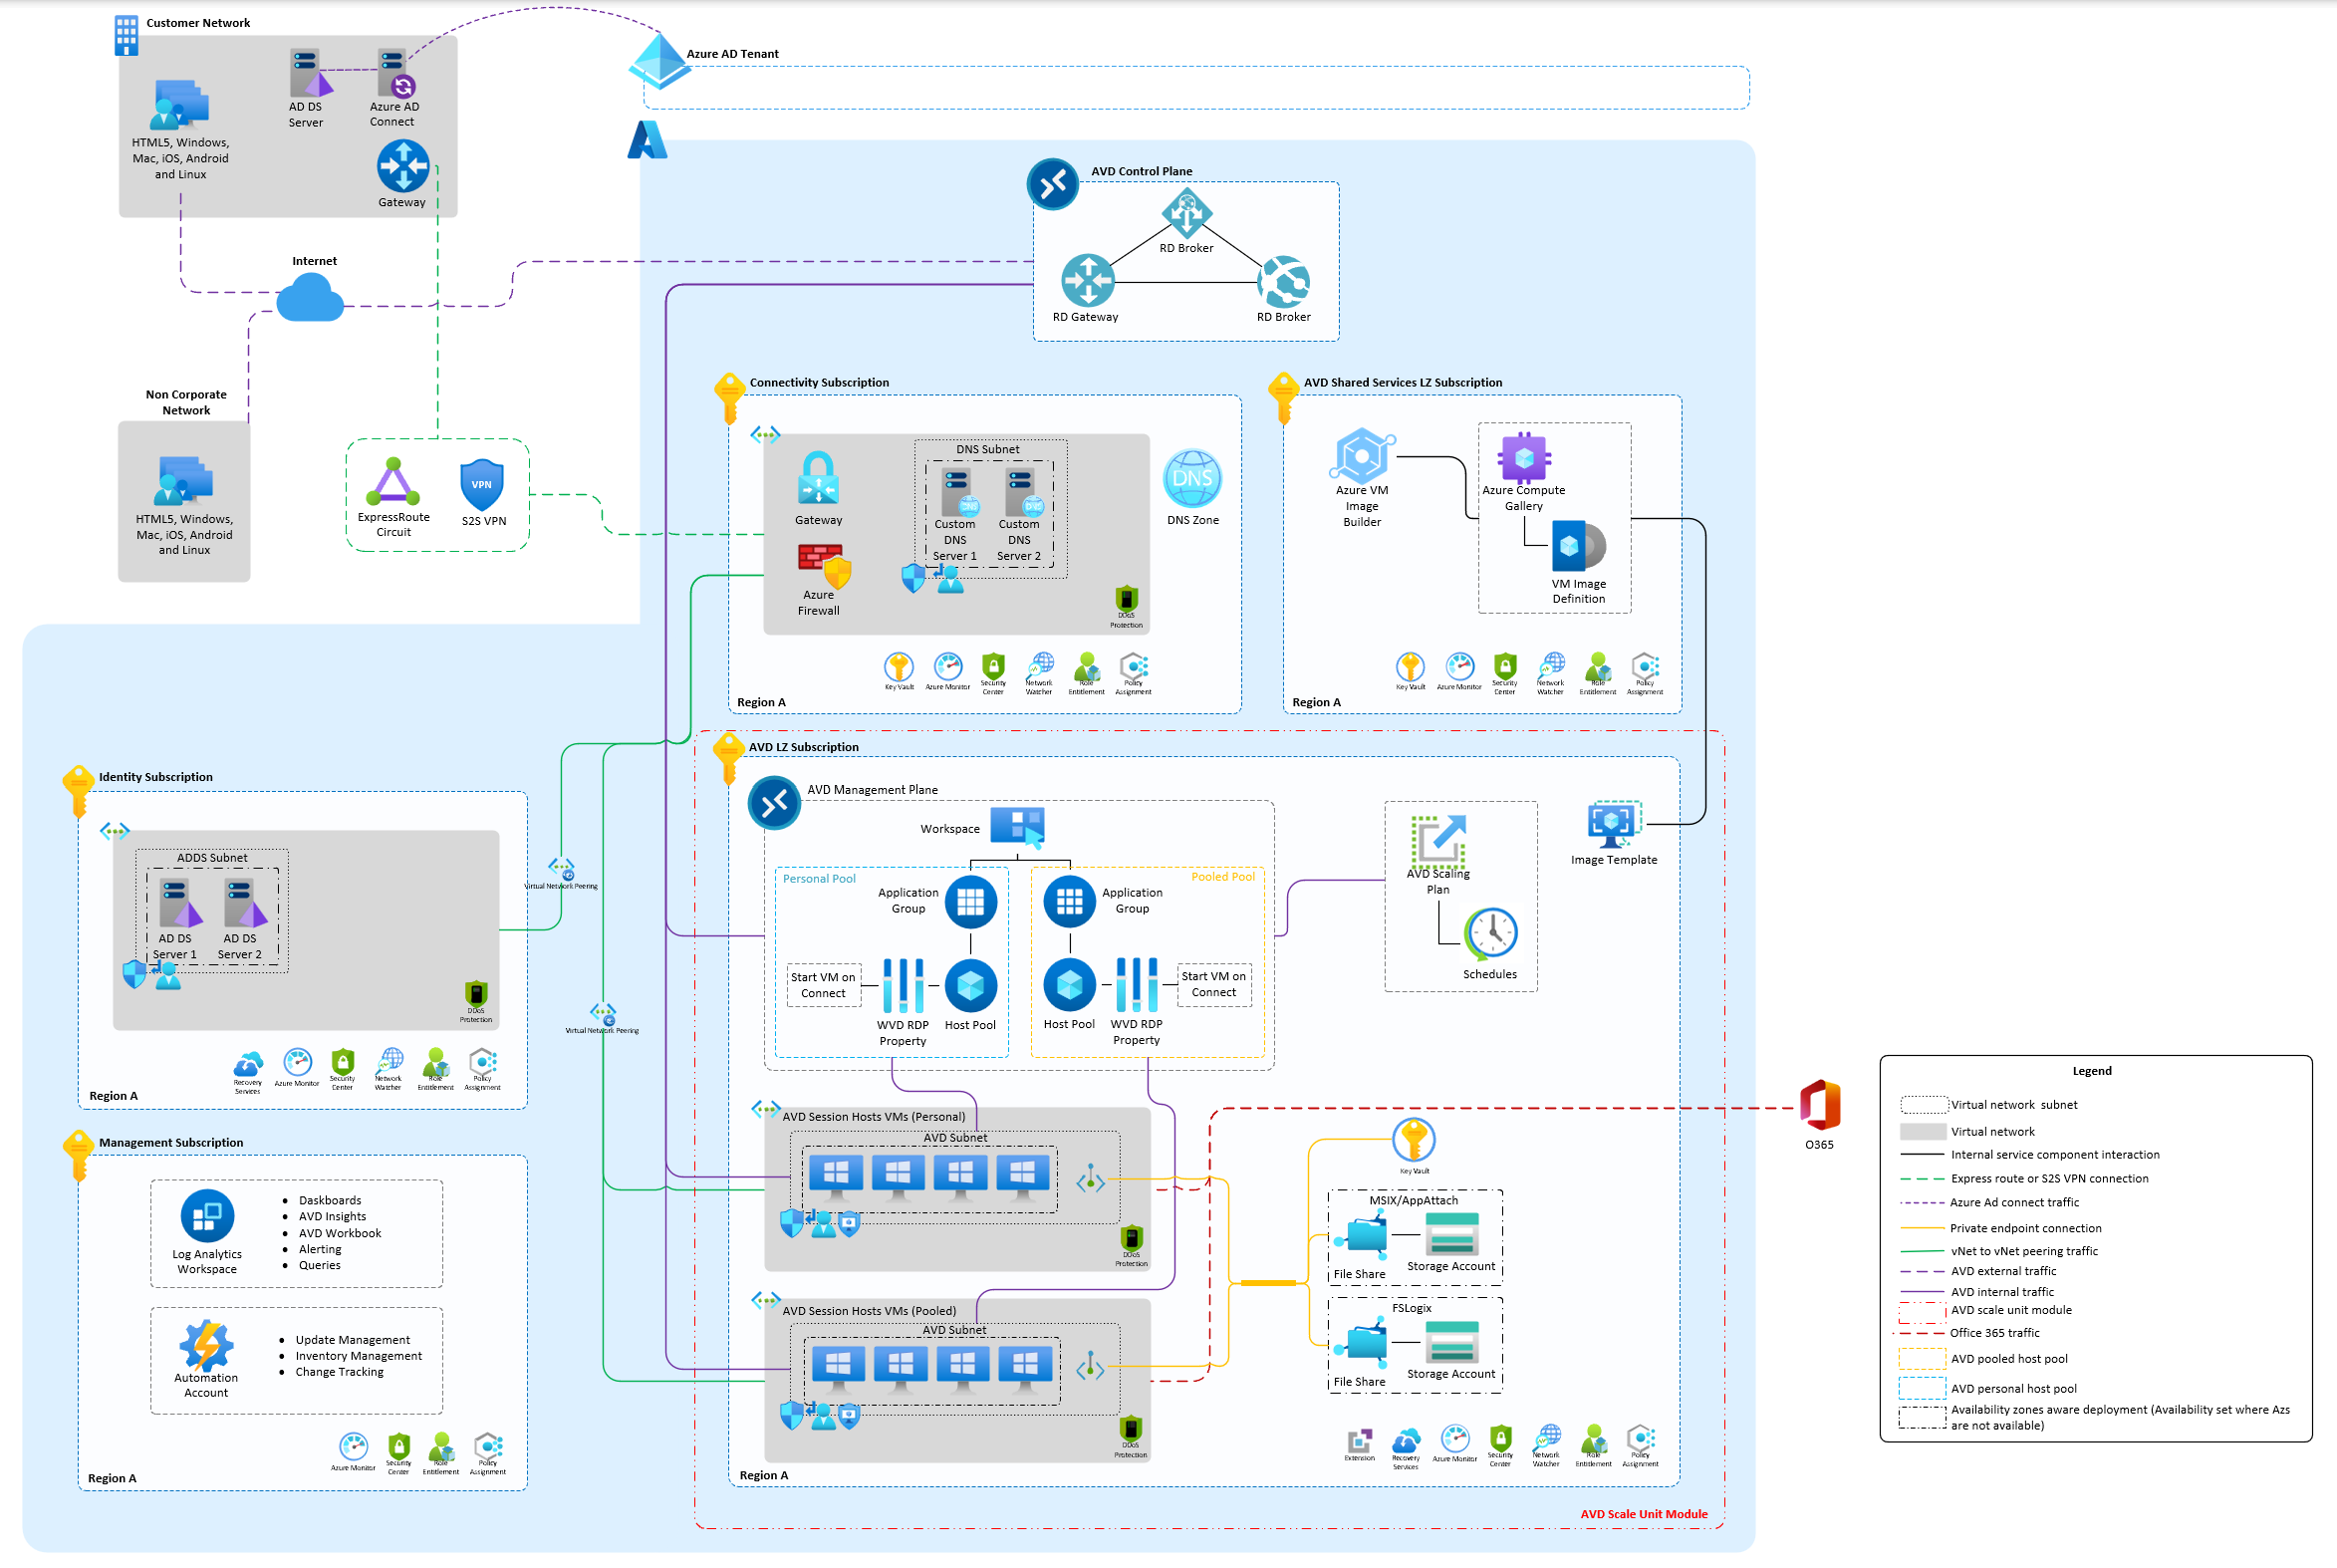 Customer Network
AD DS
Server
Azure AD
Connect
HTML5, Windows,
Mac, iOS, Android
and Linux
Gateway
Azure AD Tenant
Internet
Non Corporate
Network
HTML5, Windows,
Mac, iOS, Android
and Linux
ExpressRoute
Circuit
VPN
S2S VPN
AVD Control Plane
RD Broker
RD Gateway
RD Broker
Connectivity Subscription
Gateway
Azure
Firewall
DNS Subnet
Custom
DNS
Server 1
Custom
DNS
Server 2
DDoS
Protection
DNS
DNS Zone
Key Vault
Azure Monitor
Security
Center
Network
Watcher
Role
Entitlement
Policy
Assignment
Region A
AVD Shared Services LZ Subscription
Azure VM
Image
Builder
Azure Compute
Gallery
VM Image
Definition
Key Vault
Azure Monitor
Security
Center
Network
Watcher
Role
Entitlement
Policy
Assignment
Region A
Identity Subscription
ADDS Subnet
AD DS
Server 1
AD DS
Server 2
DDoS
Protection
Recovery
Services
Azure Monitor
Security
Center
Network
Watcher
Role
Entitlement
Policy
Assignment
Region A
Virtual Network Peering
Virtual Network Peering
Management Subscription
Log Analytics
Workspace
• Daskboards
• AVD Insights
• AVD Workbook
• Alerting
• Queries
Automation
Account
• Update Management
• Inventory Management
• Change Tracking
Azure Monitor
Security
Center
Role
Entitlement
Policy
Assignment
Region A
AVD LZ Subscription
AVD Management Plane
Workspace
Personal Pool
Application
Group
Start VM on
Connect
WVD RDP
Property
Host Pool
Pooled Pool
Application
Group
Host Pool
WVD RDP
Property
Start VM on
Connect
AVD Scaling
Plan
Schedules
Image Template
AVD Session Hosts VMs (Personal)
AVD Subnet
DDoS
Protection
AVD Session Hosts VMs (Pooled)
AVD Subnet
DDoS
Protection
Key Vault
MSIX/AppAttach
File Share
Storage Account
FSLogix
File Share
Storage Account
Extension
Recovery
Services
Azure Monitor
Security
Center
Network
Watcher
Role
Entitlement
Policy
Assignment
Region A
AVD Scale Unit Module
O365
Legend
Virtual network subnet
Virtual network
Internal service component interaction
Express route or S2S VPN connection
Azure Ad connect traffic
Private endpoint connection
vNet to vNet peering traffic
AVD external traffic
AVD internal traffic
AVD scale unit module
Office 365 traffic
AVD pooled host pool
AVD personal host pool
Availability zones aware deployment (Availability set where Azs
are not available)